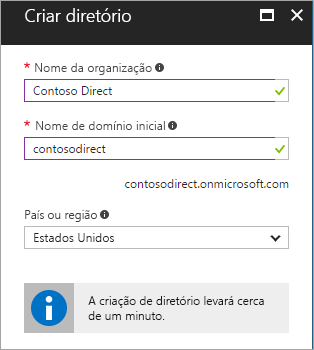 Criar diretório
* Nome da organização
Contoso Direct
* Nome de domínio inicial
contosodirect
contosodirect.onmicrosoft.com
País ou região
Estados Unidos
A criação de diretório levará cerca
de um minuto.